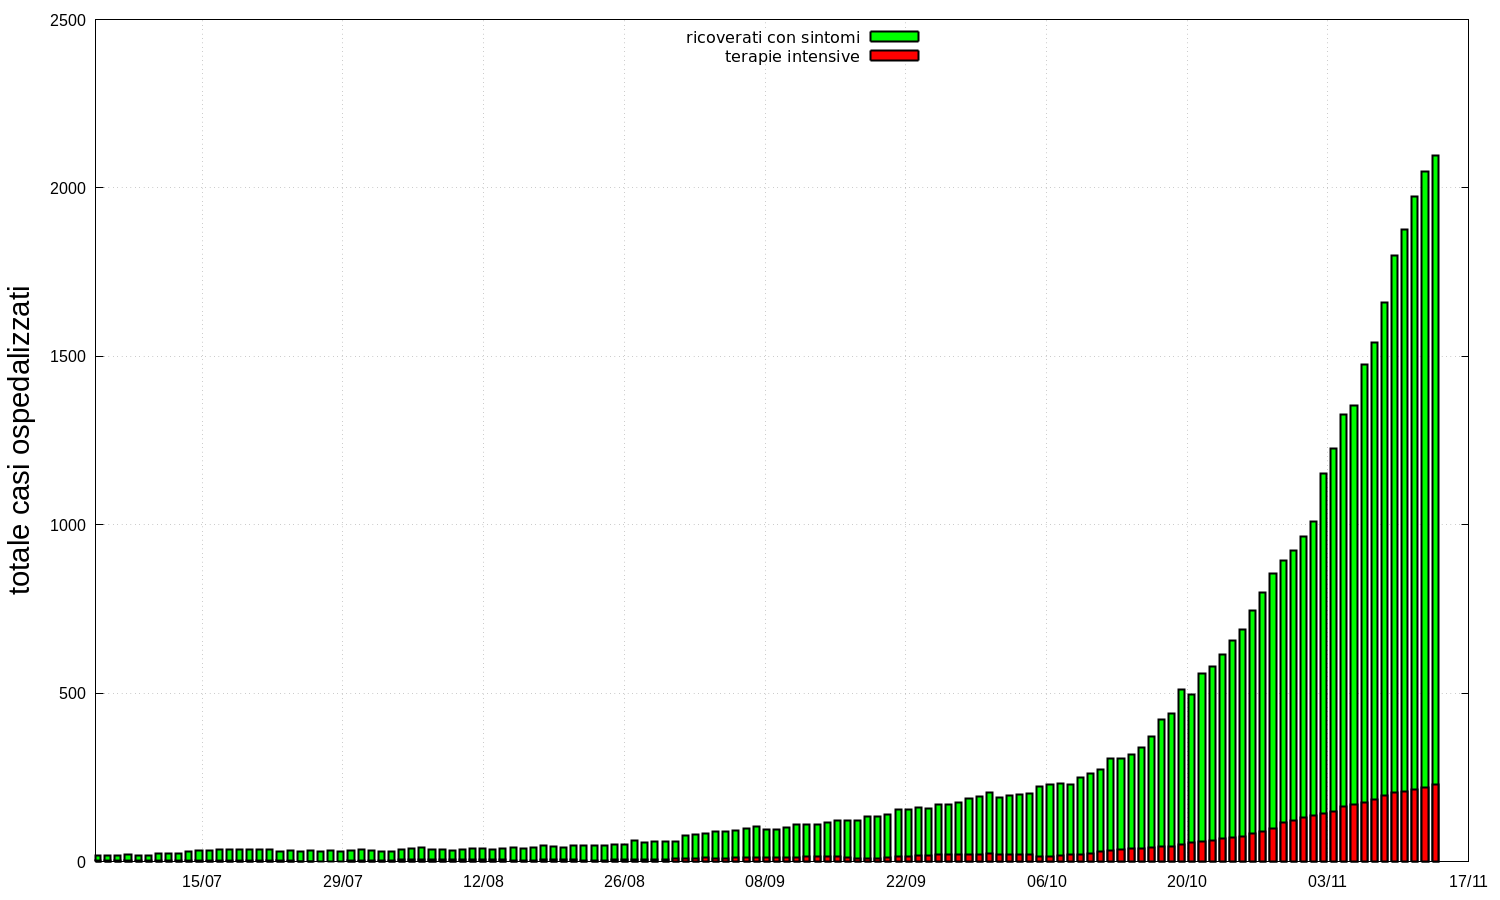 ricoverati con sintomi
terapie intensive
totale casi ospedalizzati
2500
2000
1500
1000
500
0
15/07 29/07 12/08 26/08 08/09 22/09 06/10 20/10 03/11 17/11